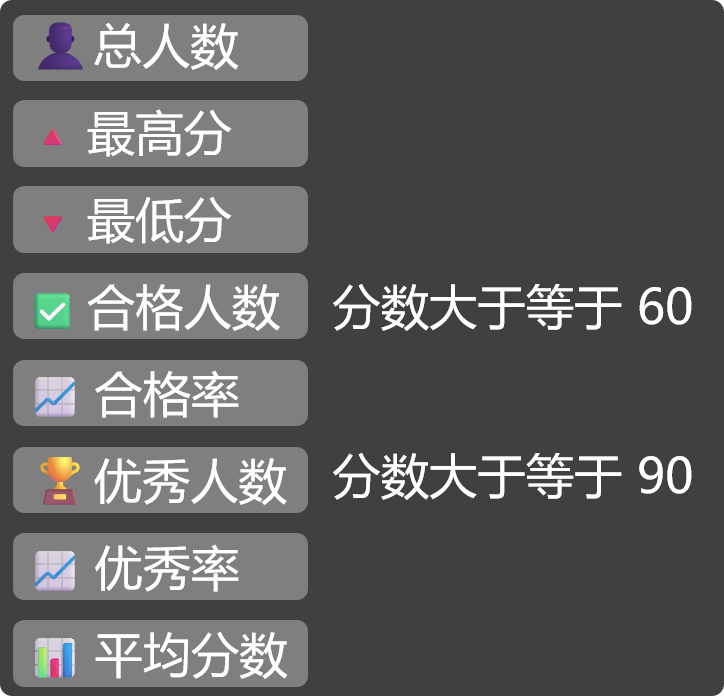 总人数
最高分
最低分
合格人数 分数大于等于 60
合格率
优秀人数 分数大于等于 90
优秀率
平均分数